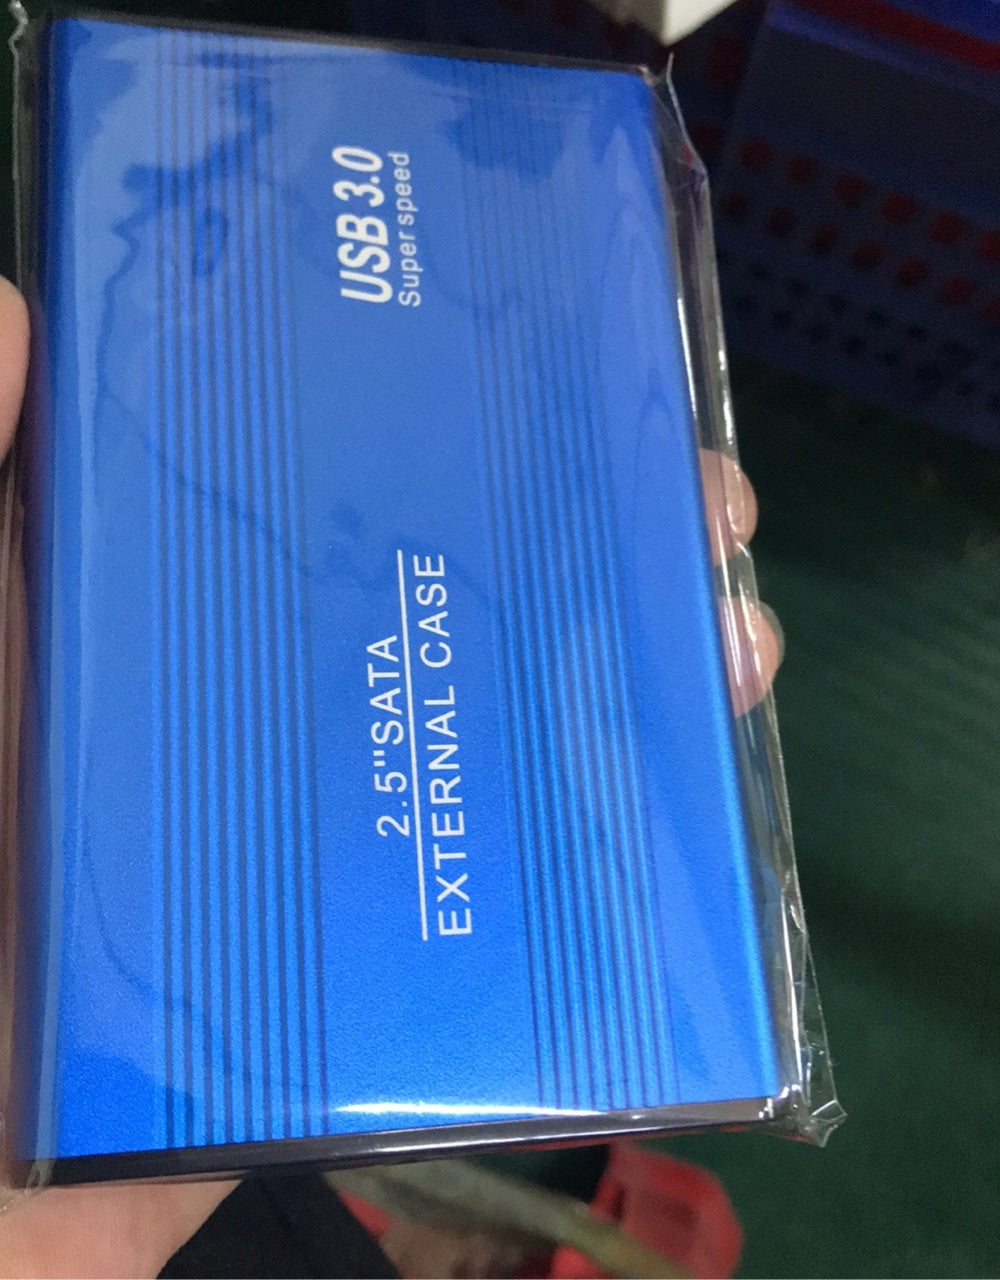 USB 3.0
Super speed
2.5"SATA
EXTERNAL CASE